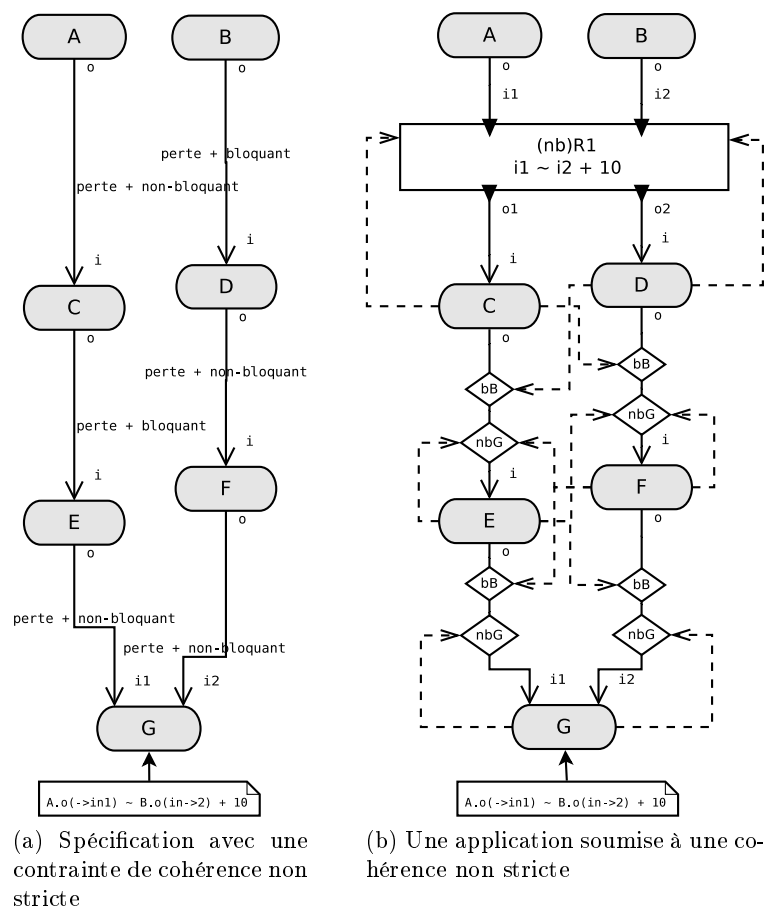 A
B
o
o
perte + bloquant
perte + non-bloquant
i
i
D
C
o
o
perte + non-bloquant
perte + bloquant
i
i
F
E
o
o
perte + non-bloquant
perte + non-bloquant
i1
i2
G
A.o(->in1) ~ B.o(in->2) + 10
(a) Spécification avec une
contrainte de cohérence non
stricte
A
B
o
o
i1
i2
(nb)R1
i1 ~ i2 + 10
o1
o2
i
i
D
C
o
o
bB
bB
nbG
nbG
i
i
F
E
o
o
bB
bB
nbG
nbG
i1
i2
G
A.o(->in1) ~ B.o(in->2) + 10
(b) Une application soumise à une co-
hérence non stricte